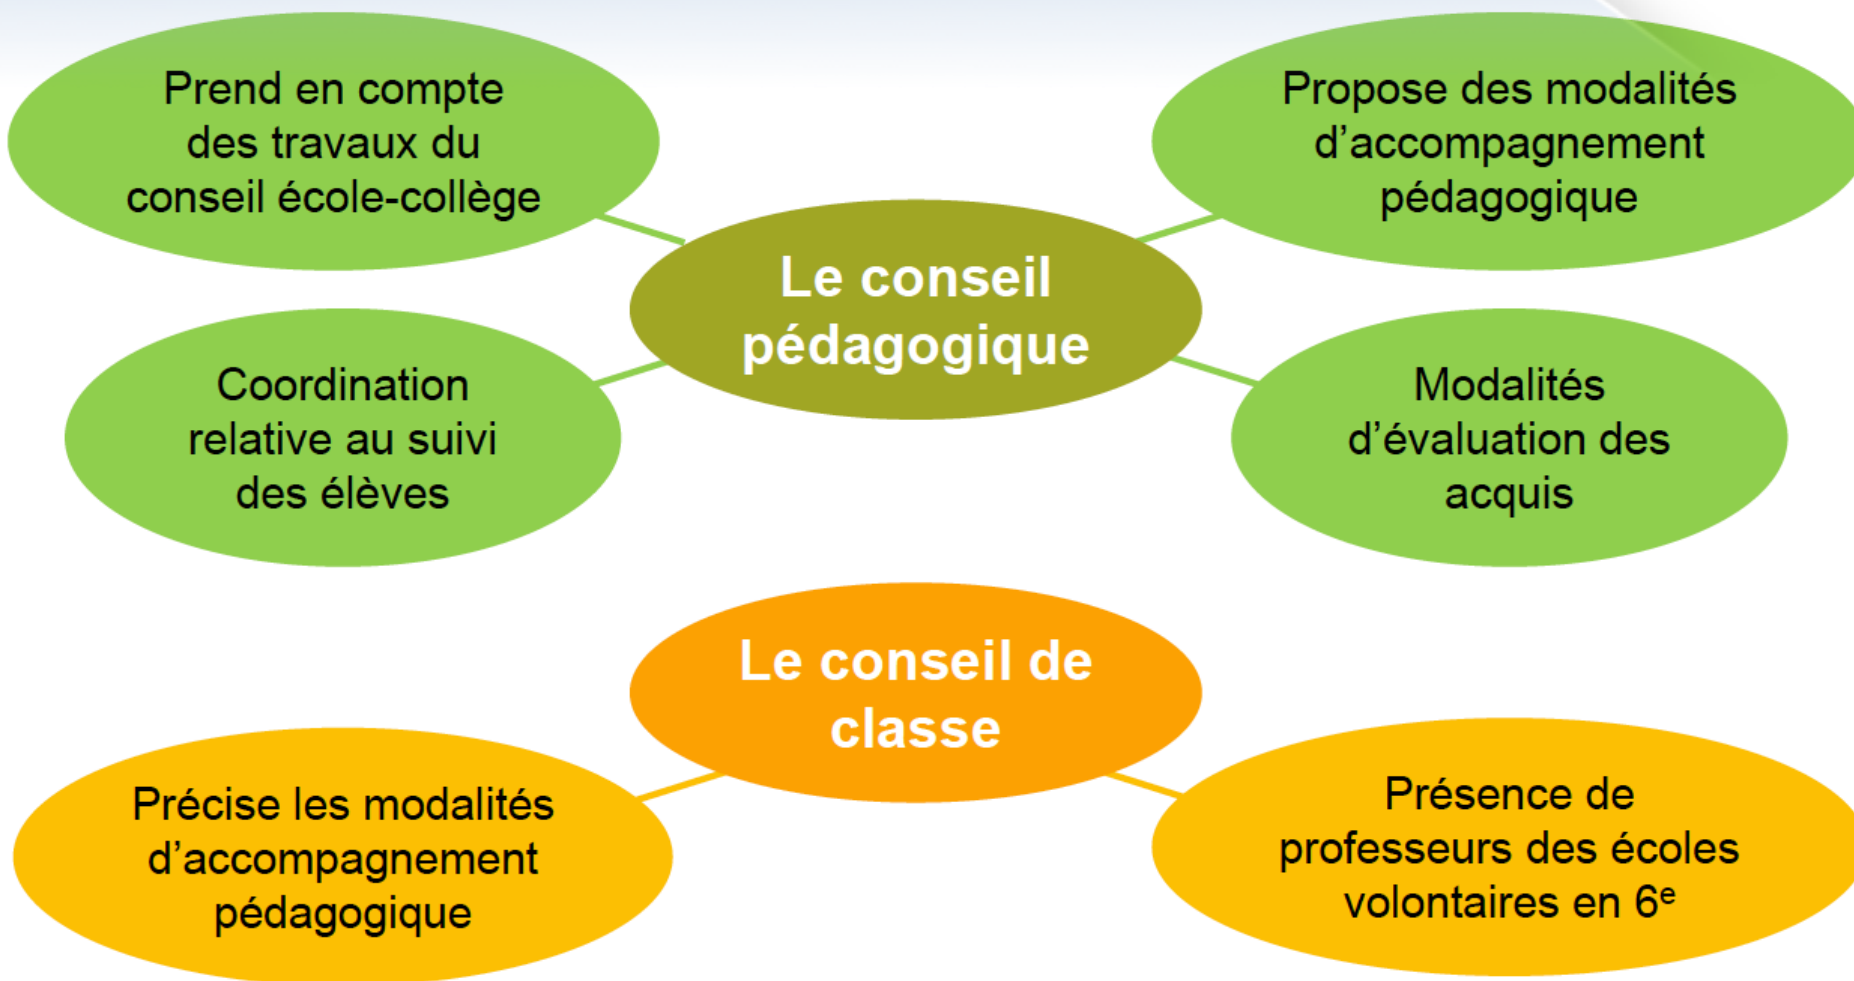 Prend en compte
des travaux du
conseil école-collège
Propose des modalités
d’accompagnement
pédagogique
Le conseil
pédagogique
Coordination
relative au suivi
des élèves
Modalités
d’évaluation des
acquis
Le conseil de
classe
Précise les modalités
d’accompagnement
pédagogique
Présence de
professeurs des écoles
volontaires en 6ᵉ